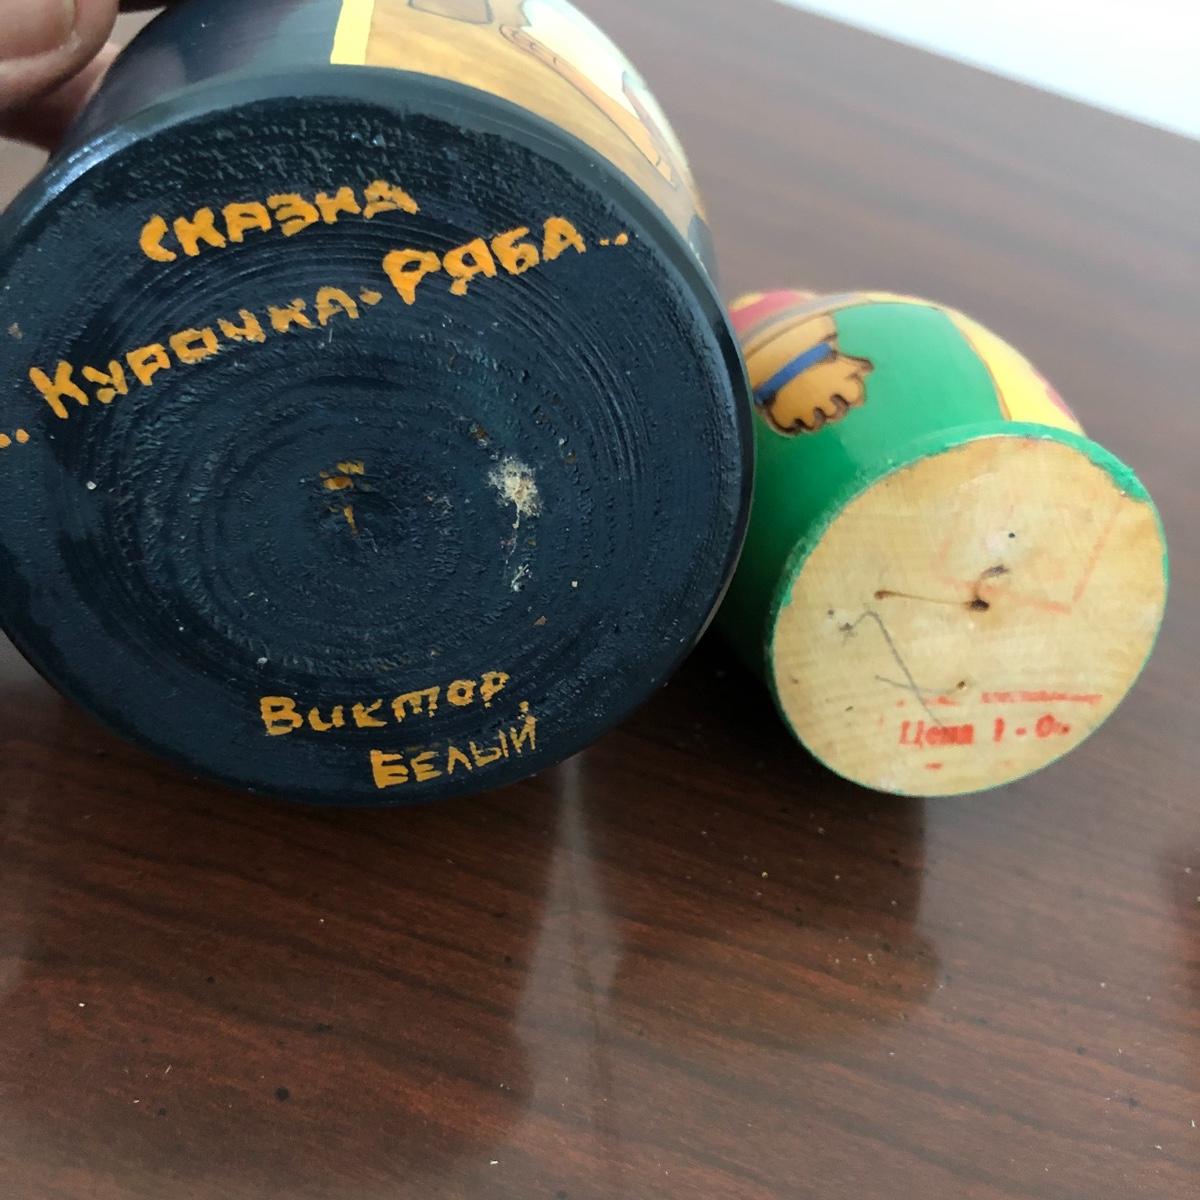 Сказка
..Курочка-Ряба..
Виктор
Белый
Цена 1-0